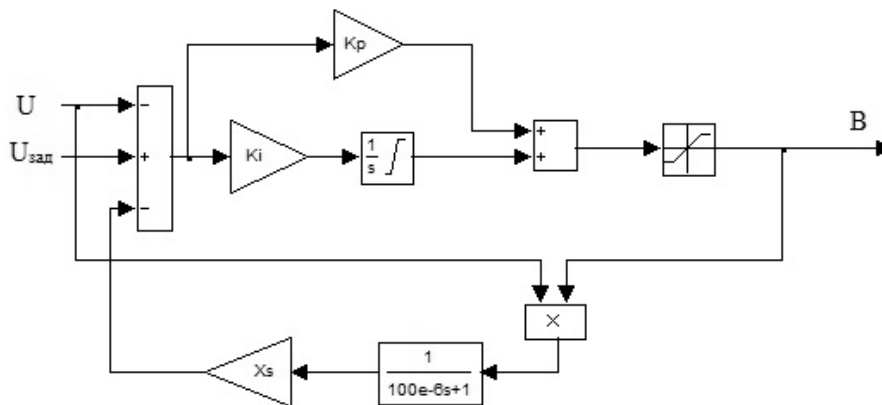 Kp
U
−
Uзад
+
Ki
1
s
+
+
B
−
×
Xs
1
100e-6s+1